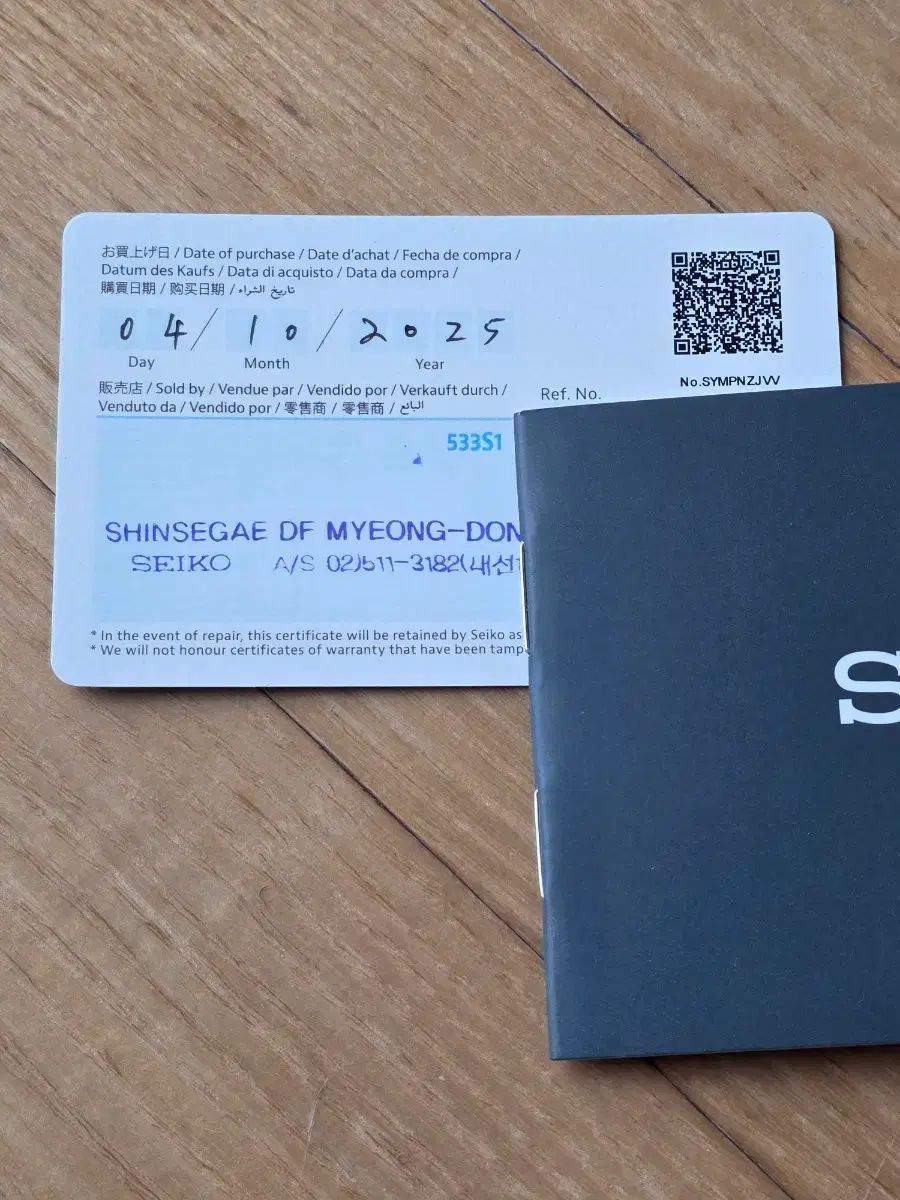 お買上げ日 / Date of purchase / Date d'achat / Fecha de compra /
Datum des Kaufs / Data di acquisto / Data da compra /
購買日期 / 购买日期 / تاريخ الشراء
04/10/2025
Day Month Year
No.SYMPNZJVV
販売店 / Sold by / Vendue par / Vendido por / Verkauft durch /
Venduto da / Vendido por / 零售商 / 零售商 / البائع
Ref. No.
533S1
SHINSEGAE DF MYEONG-DON
SEIKO A/S 02)511-3182(내선
* In the event of repair, this certificate will be retained by Seiko as
* We will not honour certificates of warranty that have been tamp
S